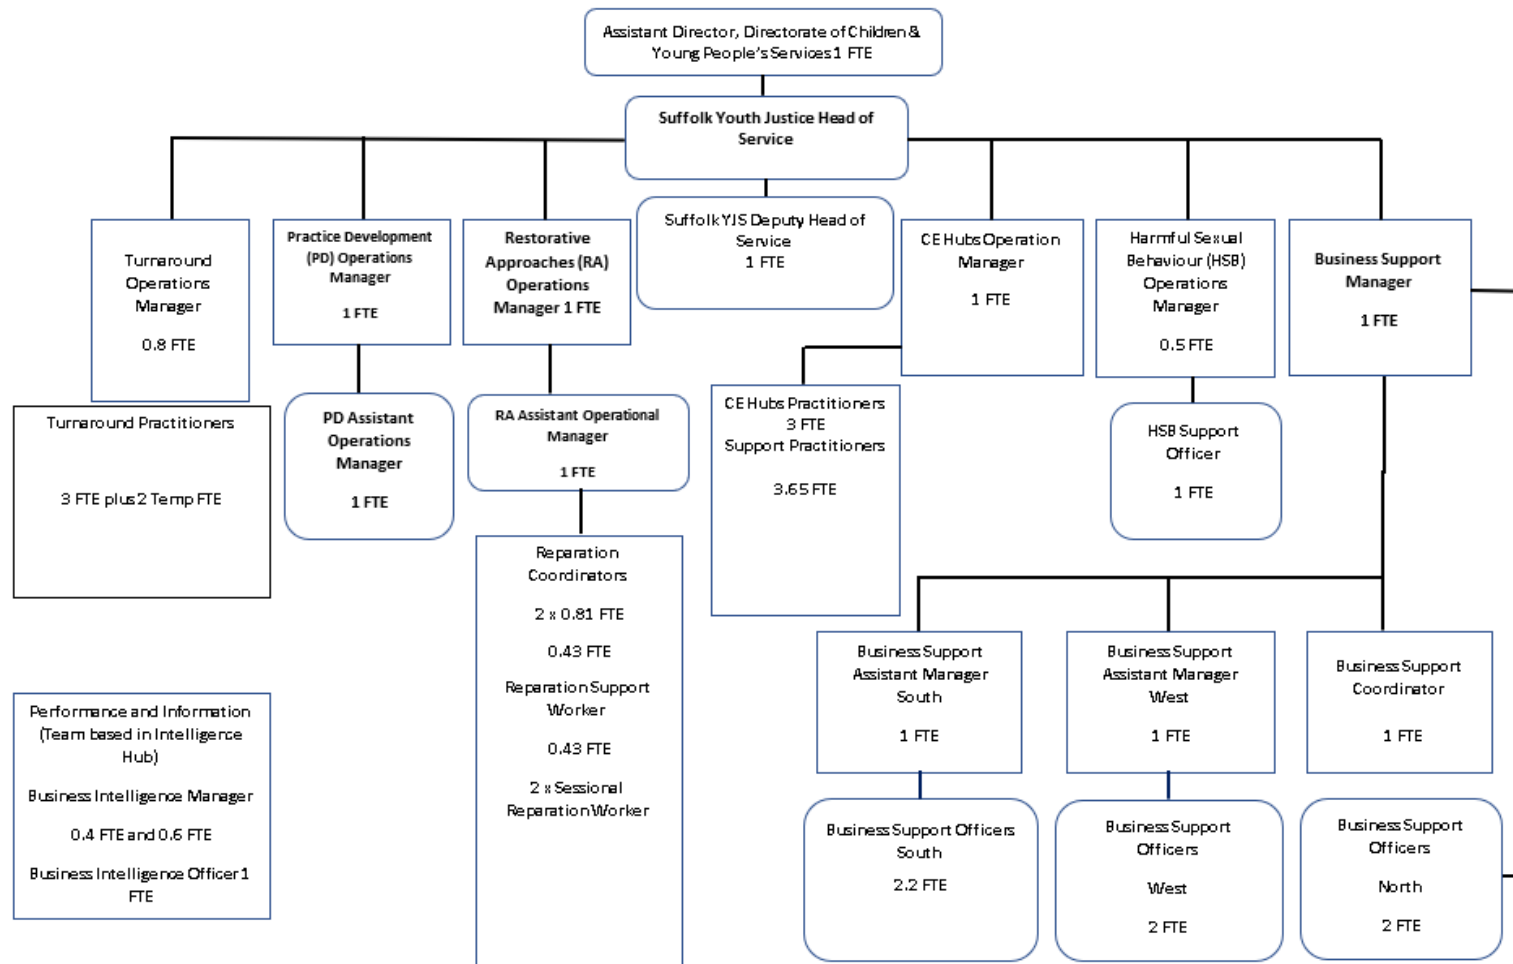 Assistant Director, Directorate of Children &
Young People's Services 1 FTE
Suffolk Youth Justice Head of
Service
Turnaround
Operations
Manager
0.8 FTE
Practice Development
(PD) Operations
Manager
1 FTE
Restorative
Approaches (RA)
Operations
Manager 1 FTE
Suffolk YJS Deputy Head of
Service
1 FTE
CE Hubs Operation
Manager
1 FTE
Harmful Sexual
Behaviour (HSB)
Operations
Manager
0.5 FTE
Business Support
Manager
1 FTE
Turnaround Practitioners
3 FTE plus 2 Temp FTE
PD Assistant
Operations
Manager
1 FTE
RA Assistant Operational
Manager
1 FTE
CE Hubs Practitioners
3 FTE
Support Practitioners
3.65 FTE
HSB Support
Officer
1 FTE
Reparation
Coordinators
2 x 0.81 FTE
0.43 FTE
Reparation Support
Worker
0.43 FTE
2 x Sessional
Reparation Worker
Business Support
Assistant Manager
South
1 FTE
Business Support
Assistant Manager
West
1 FTE
Business Support
Coordinator
1 FTE
Performance and Information
(Team based in Intelligence
Hub)
Business Intelligence Manager
0.4 FTE and 0.6 FTE
Business Intelligence Officer 1
FTE
Business Support Officers
South
2.2 FTE
Business Support
Officers
West
2 FTE
Business Support
Officers
North
2 FTE